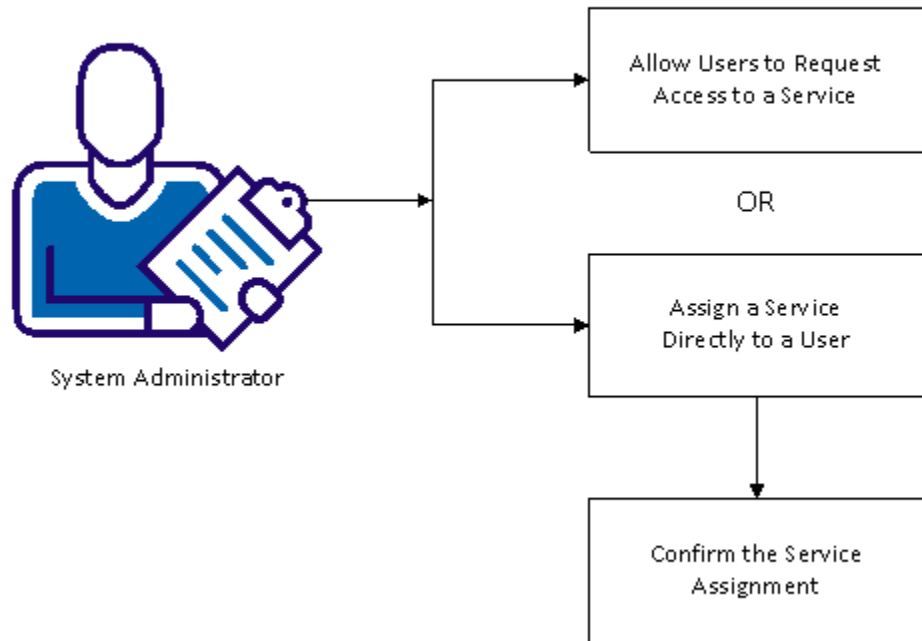 Allow Users to Request
Access to a Service
OR
Assign a Service
Directly to a User
System Administrator
Confirm the Service
Assignment